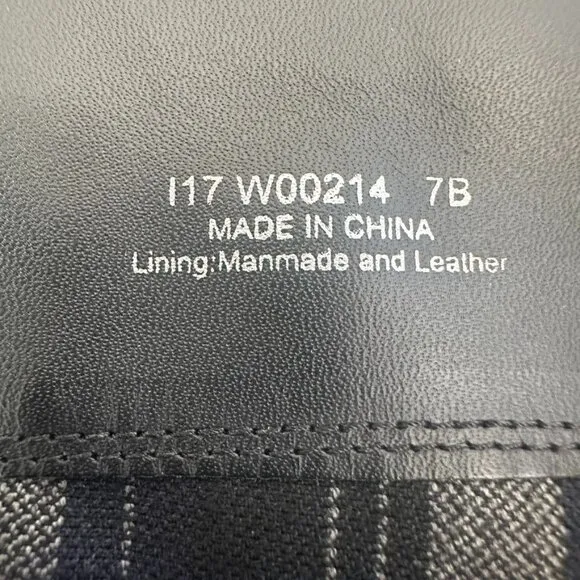 I17 W00214 7B
MADE IN CHINA
Lining:Manmade and Leather